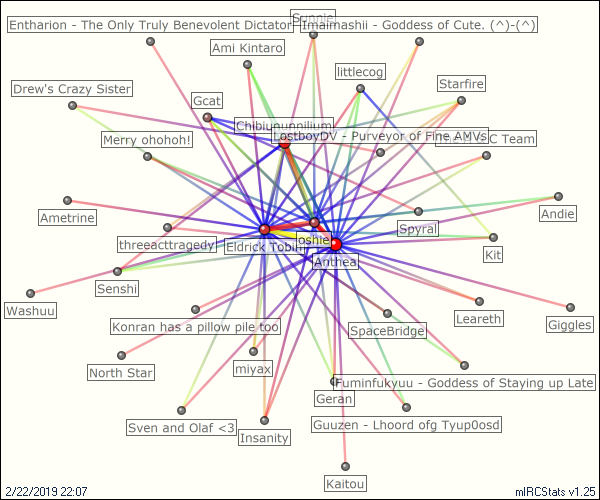 Sunnie
Entharion - The Only Truly Benevolent Dictator
Imaimashii - Goddess of Cute. (^)-(^)
Ami Kintaro
littlecog
Starfire
Drew's Crazy Sister
Gcat
Chibiusunnilium
LostboyDV - Purveyor of Fine AMVs
C Team
Merry ohohoh!
Ametrine
Andie
Spyral
threeacttragedy
Eldrick Tobin
oshie
Anthea
Kit
Senshi
Washuu
Konran has a pillow pile too
SpaceBridge
Leareth
Giggles
North Star
miyax
Fuminfukyuu - Goddess of Staying up Late
Geran
Sven and Olaf <3
Insanity
Guuzen - Lhoord ofg Tyup0osd
Kaitou
2/22/2019 22:07
mIRCStats v1.25